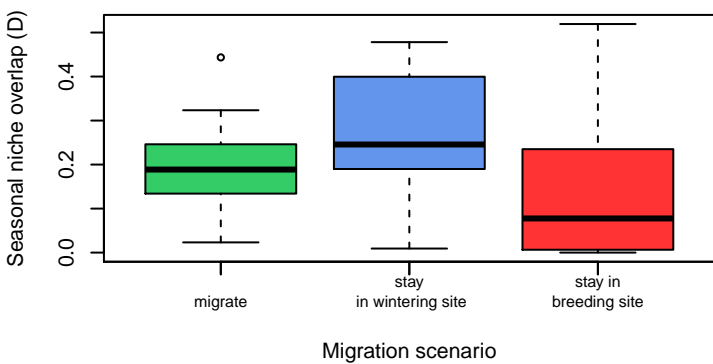 Seasonal niche overlap (D)
0.4
0.2
0.0
migrate
stay
in wintering site
stay in
breeding site
Migration scenario